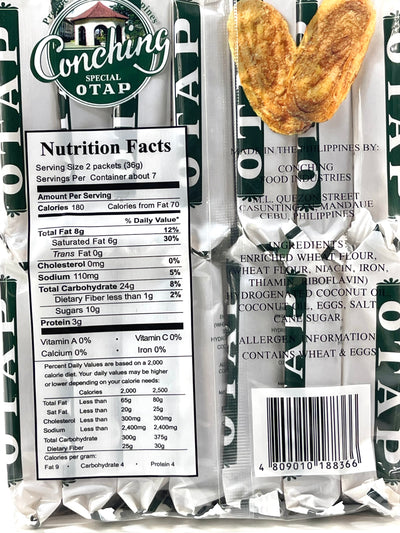 Conching
SPECIAL
OTAP
OTAP
OTAP
OTAP
Nutrition Facts
Serving Size 2 packets (36g)
Servings Per Container about 7
Amount Per Serving
Calories 180 Calories from Fat 70
% Daily Value*
Total Fat 8g 12%
Saturated Fat 6g 30%
Trans Fat 0g
Cholesterol 0mg 0%
Sodium 110mg 5%
Total Carbohydrate 24g 8%
Dietary Fiber less than 1g 2%
Sugars 10g
Protein 3g
Vitamin A 0% • Vitamin C 0%
Calcium 0% • Iron 0%
Percent Daily Values are based on a 2,000
calorie diet. Your daily values may be higher
or lower depending on your calorie needs:
Calories 2,000 2,500
Total Fat Less than 65g 80g
Sat Fat Less than 20g 25g
Cholesterol Less than 300mg 300mg
Sodium Less than 2,400mg 2,400mg
Total Carbohydrate 300g 375g
Dietary Fiber 25g 30g
Calories per gram:
Fat 9 • Carbohydrate 4 • Protein 4
MADE IN THE PHILIPPINES BY:
CONCHING
FOOD INDUSTRIES
M.L. QUEZON STREET
CASUNTINGAN, MANDAUE
CEBU, PHILIPPINES
INGREDIENTS:
ENRICHED WHEAT FLOUR,
(WHEAT FLOUR, NIACIN, IRON,
THIAMIN, RIBOFLAVIN)
HYDROGENATED COCONUT OIL
COCONUT OIL, EGGS, SALT,
CANE SUGAR.
ALLERGEN INFORMATION
CONTAINS WHEAT & EGGS
4 809010 188366
OTAP
OTAP